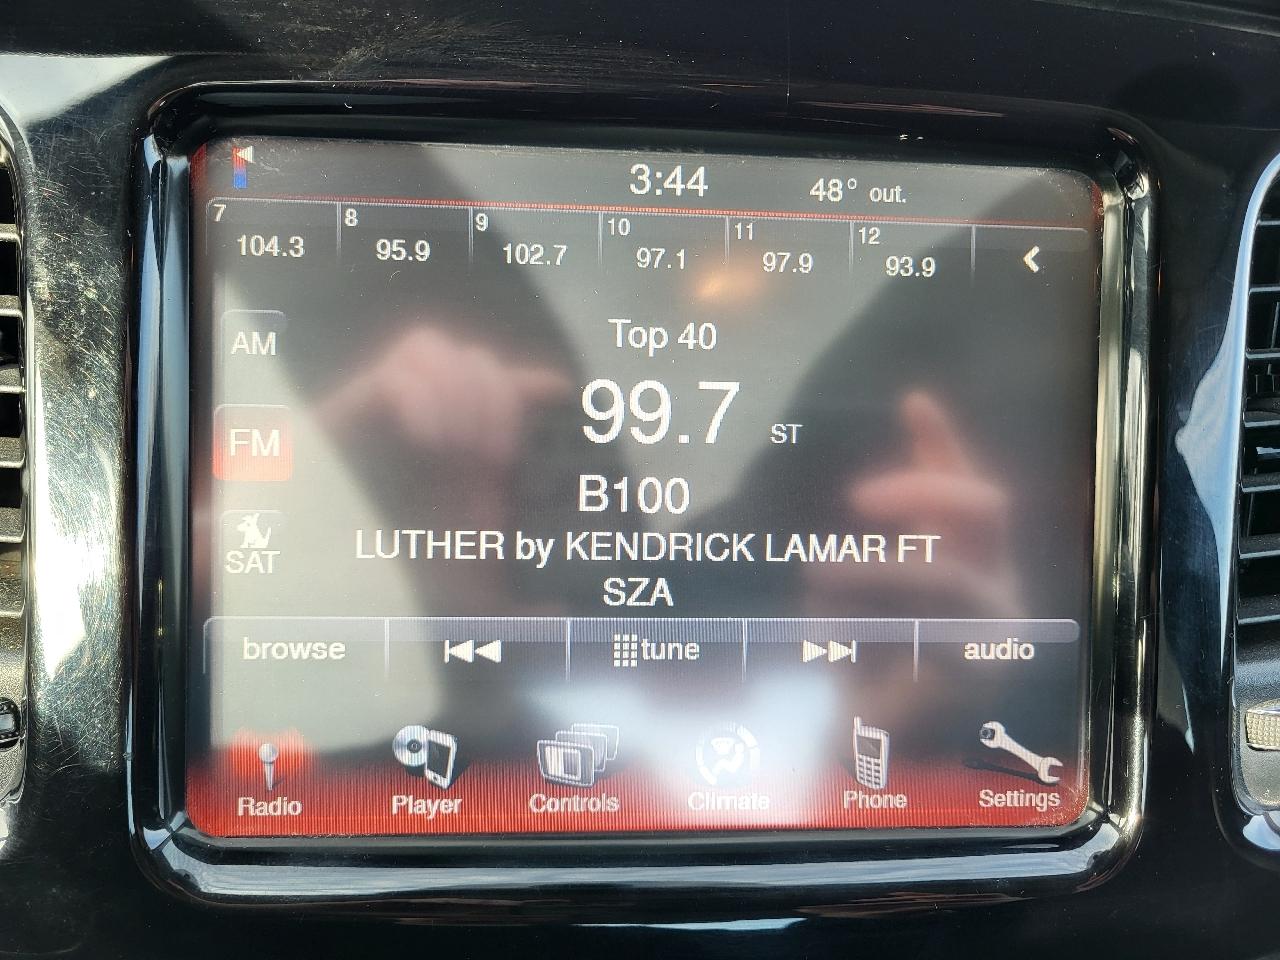 3:44 48° out.
7 8 9 10 11 12
104.3 95.9 102.7 97.1 97.9 93.9
AM
Top 40
99.7 ST
FM
B100
SAT
LUTHER by KENDRICK LAMAR FT
SZA
browse tune audio
Radio Player Controls Climate Phone Settings